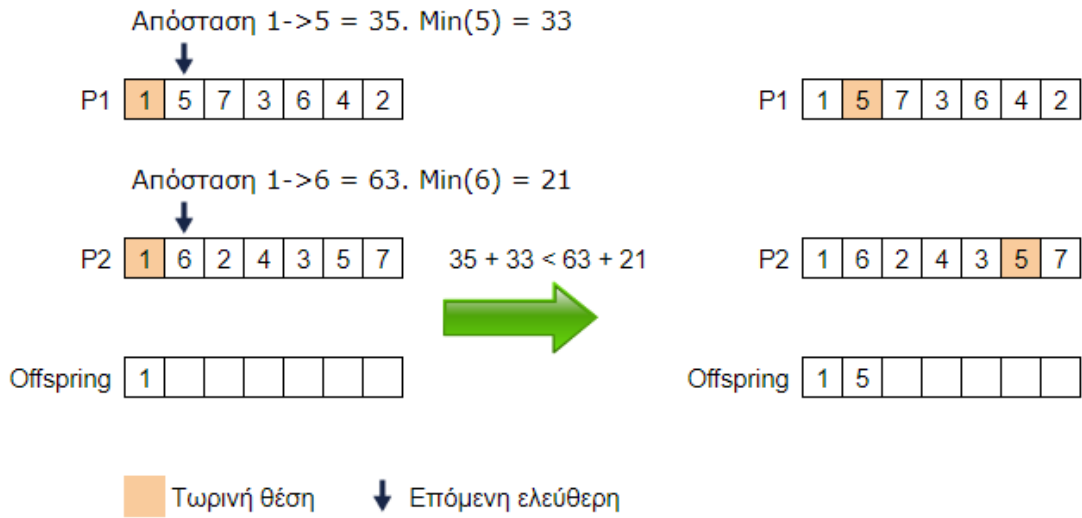 Απόσταση 1->5 = 35. Min(5) = 33
P1 1 5 7 3 6 4 2
P1 1 5 7 3 6 4 2
Απόσταση 1->6 = 63. Min(6) = 21
P2 1 6 2 4 3 5 7
35 + 33 < 63 + 21
P2 1 6 2 4 3 5 7
Offspring 1
Offspring 1 5
Τωρινή θέση
Επόμενη ελεύθερη